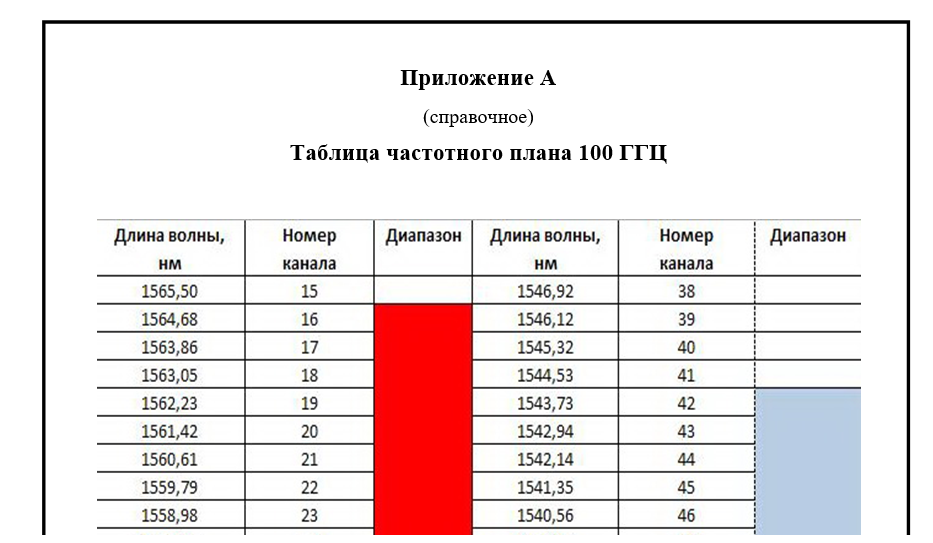 Приложение А
(справочное)
Таблица частотного плана 100 ГГЦ
Длина волны, нм Номер канала Диапазон Длина волны, нм Номер канала Диапазон
1565,50 15 1546,92 38
1564,68 16 1546,12 39
1563,86 17 1545,32 40
1563,05 18 1544,53 41
1562,23 19 1543,73 42
1561,42 20 1542,94 43
1560,61 21 1542,14 44
1559,79 22 1541,35 45
1558,98 23 1540,56 46